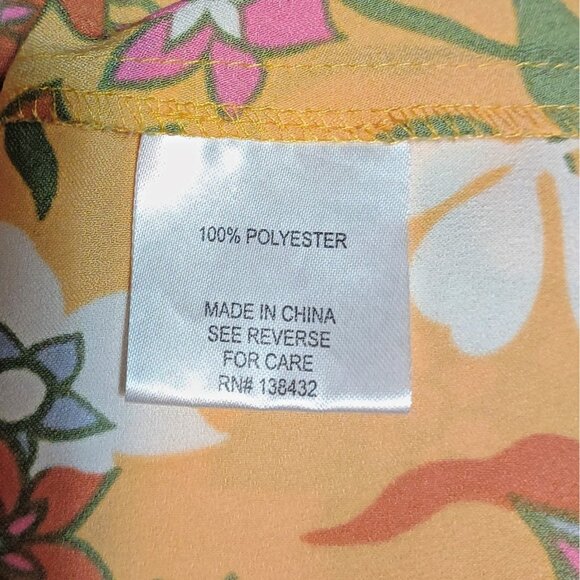 100% POLYESTER
MADE IN CHINA
SEE REVERSE
FOR CARE
RN# 138432